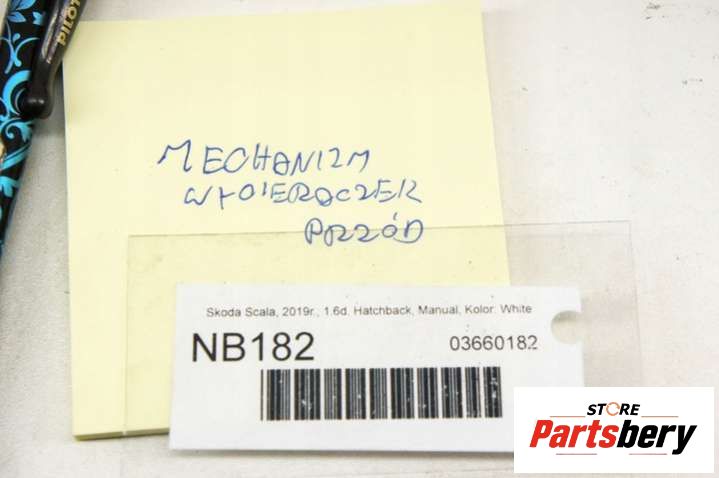 PILOT
MECHANIZM
WYCIERACZEK
PRZÓD
Skoda Scala, 2019r., 1.6d, Hatchback, Manual, Kolor: White
NB182
03660182
STORE
Partsbery